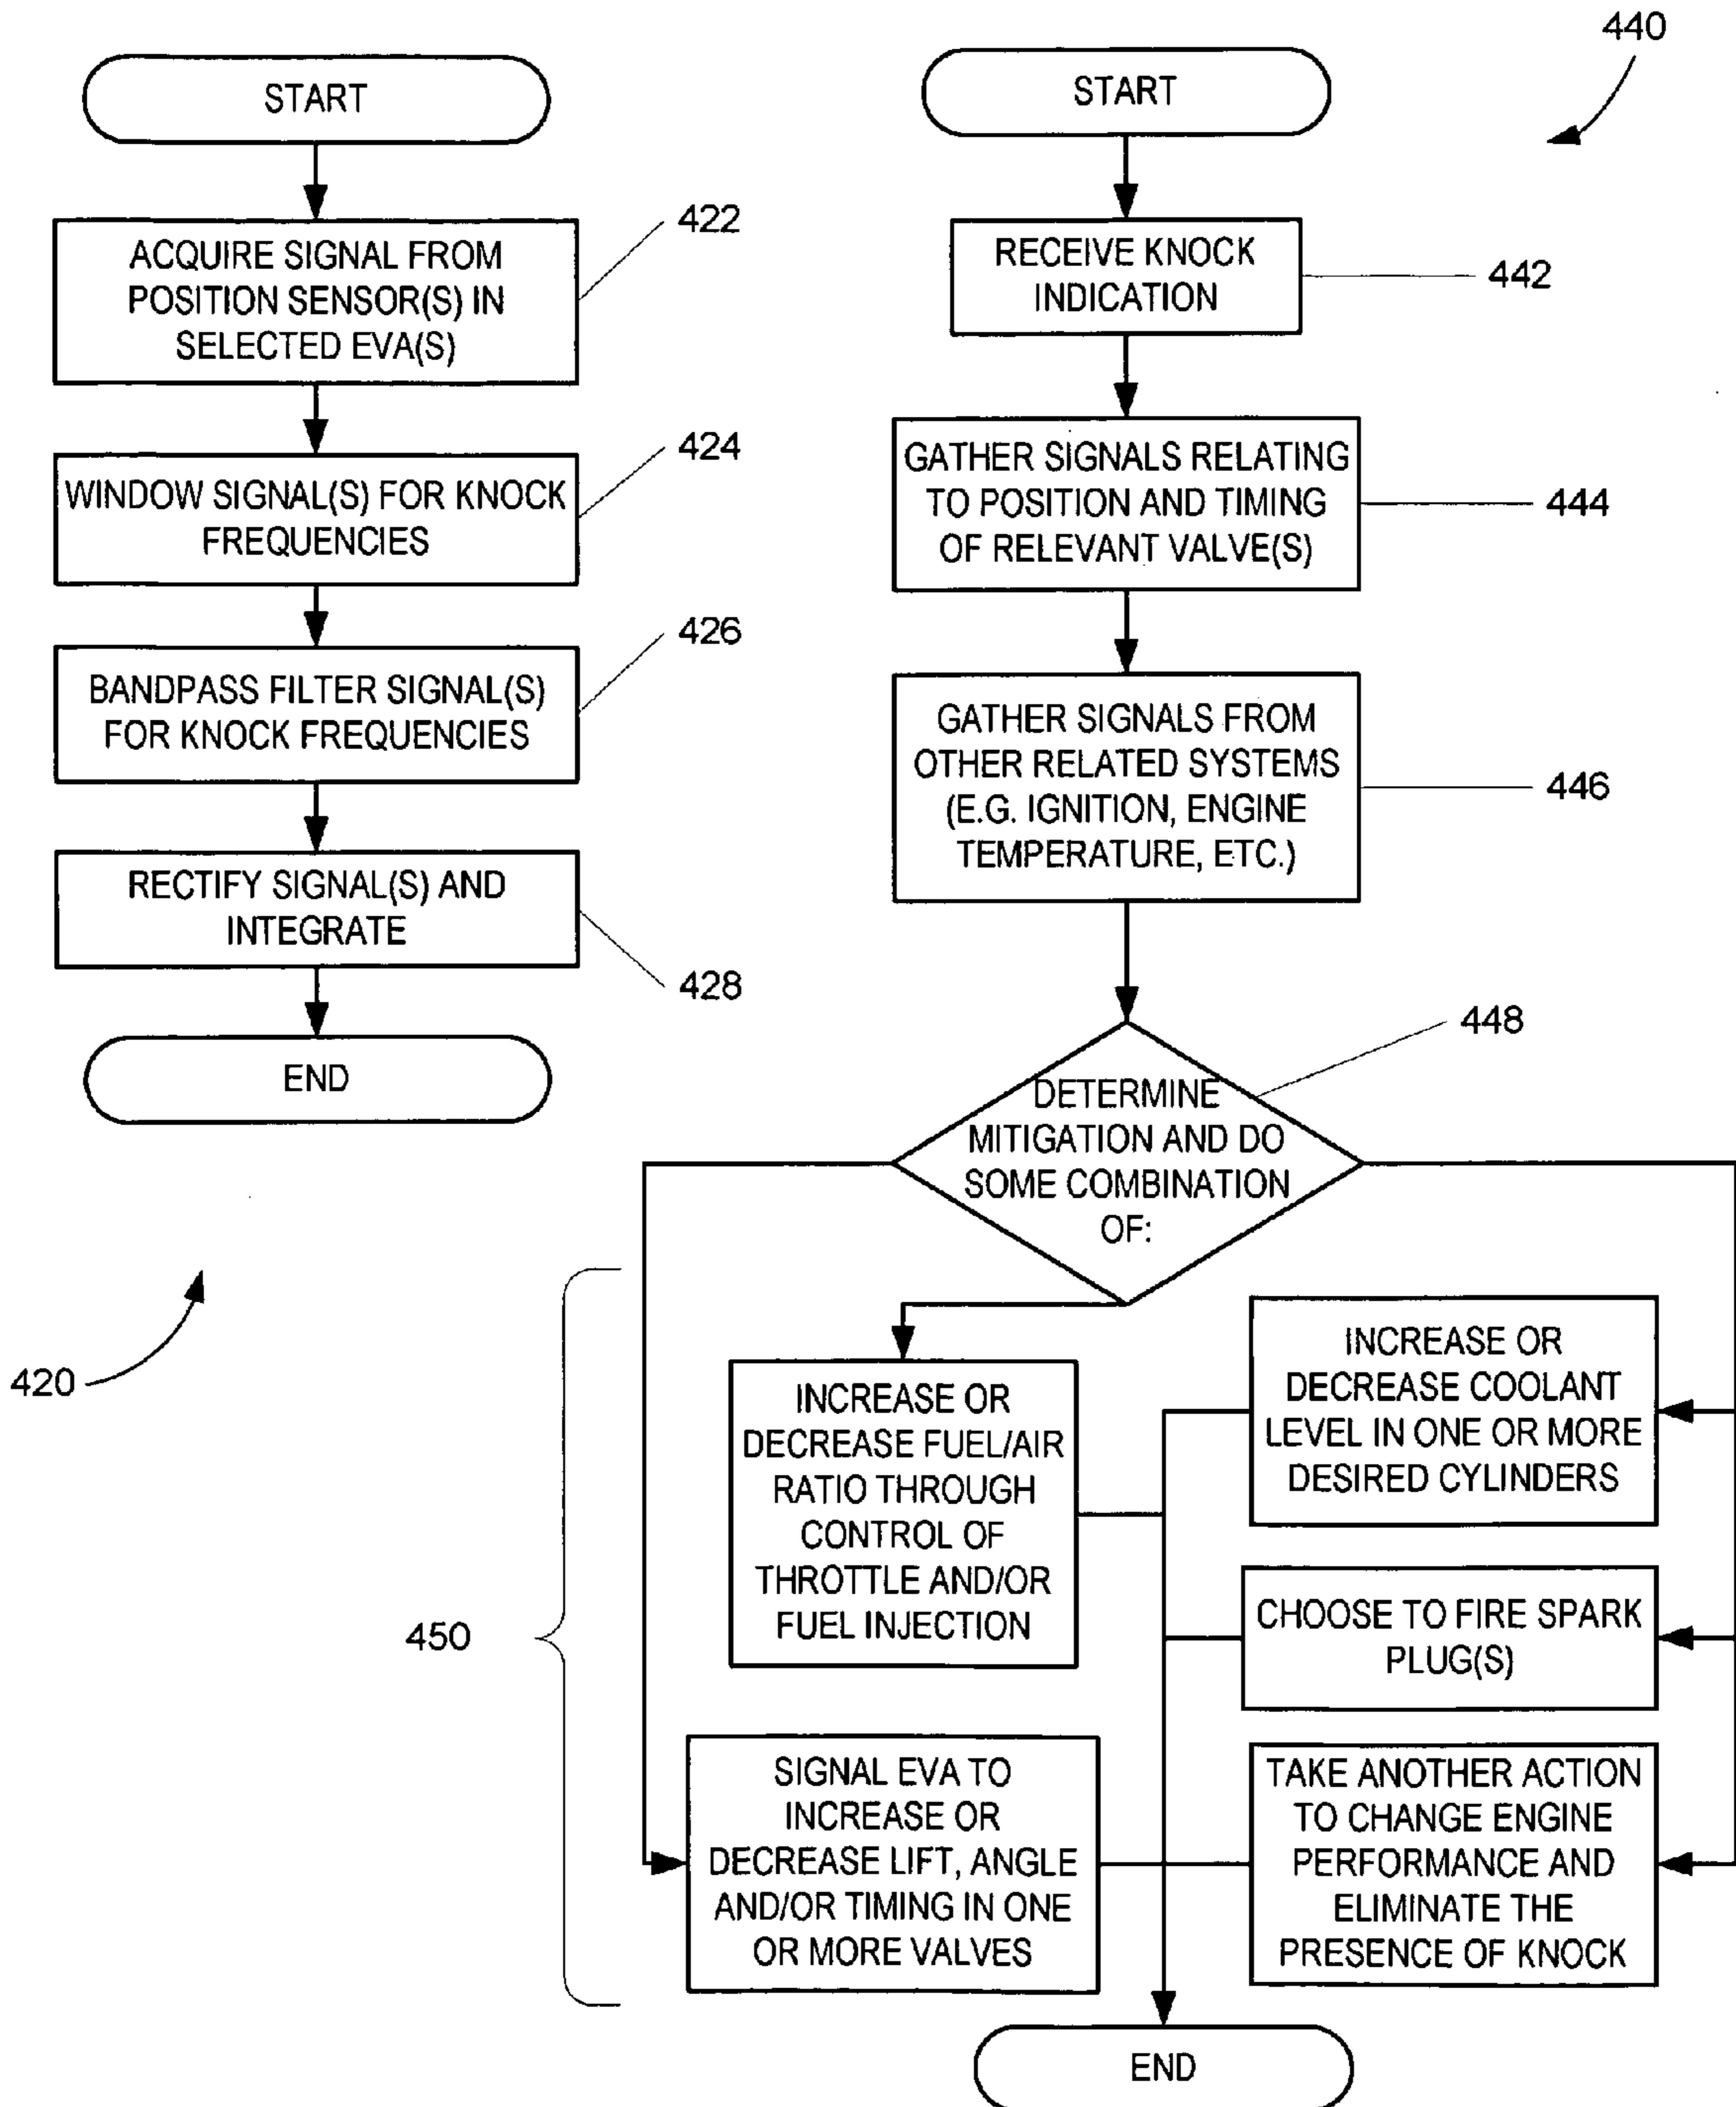 START
ACQUIRE SIGNAL FROM
POSITION SENSOR(S) IN
SELECTED EVA(S)
422
WINDOW SIGNAL(S) FOR KNOCK
FREQUENCIES
424
BANDPASS FILTER SIGNAL(S)
FOR KNOCK FREQUENCIES
426
RECTIFY SIGNAL(S) AND
INTEGRATE
428
END
420
440
START
RECEIVE KNOCK
INDICATION
442
GATHER SIGNALS RELATING
TO POSITION AND TIMING
OF RELEVANT VALVE(S)
444
GATHER SIGNALS FROM
OTHER RELATED SYSTEMS
(E.G. IGNITION, ENGINE
TEMPERATURE, ETC.)
446
DETERMINE
MITIGATION AND DO
SOME COMBINATION
OF:
448
450
INCREASE OR
DECREASE FUEL/AIR
RATIO THROUGH
CONTROL OF
THROTTLE AND/OR
FUEL INJECTION
INCREASE OR
DECREASE COOLANT
LEVEL IN ONE OR MORE
DESIRED CYLINDERS
CHOOSE TO FIRE SPARK
PLUG(S)
SIGNAL EVA TO
INCREASE OR
DECREASE LIFT, ANGLE
AND/OR TIMING IN ONE
OR MORE VALVES
TAKE ANOTHER ACTION
TO CHANGE ENGINE
PERFORMANCE AND
ELIMINATE THE
PRESENCE OF KNOCK
END